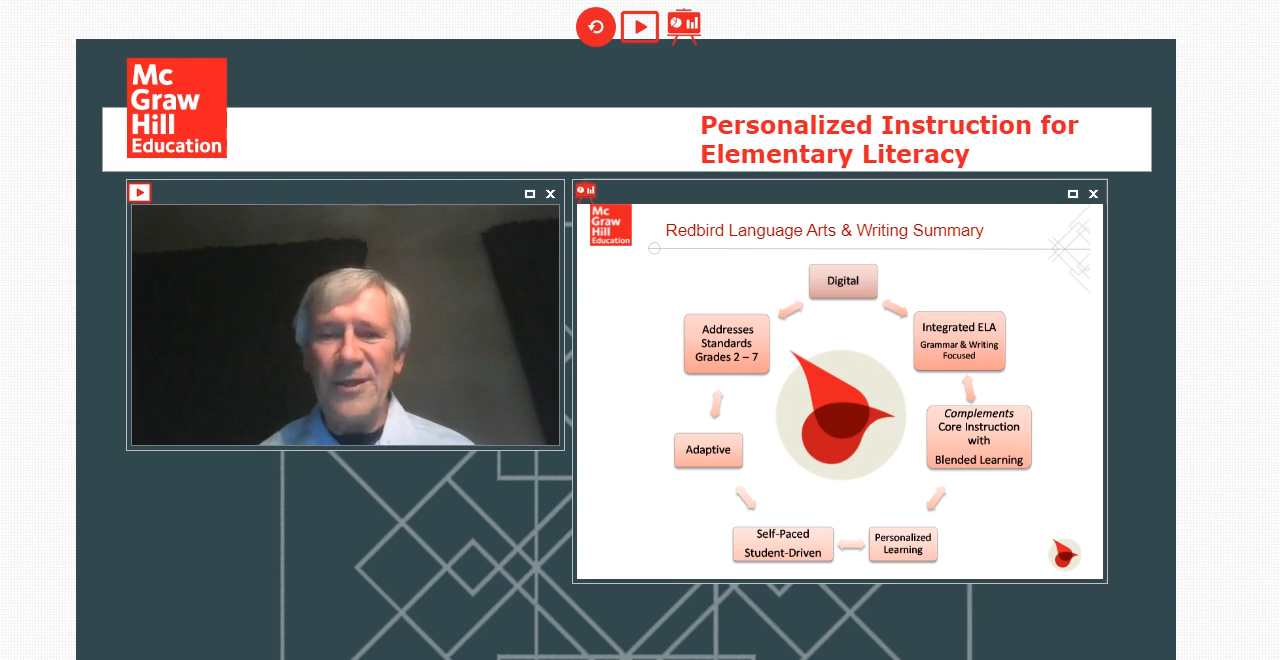 Mc
Graw
Hill
Education
Personalized Instruction for
Elementary Literacy
Mc
Graw
Hill
Education
Redbird Language Arts & Writing Summary
Digital
Integrated ELA
Grammar & Writing
Focused
Complements
Core Instruction
with
Blended Learning
Personalized
Learning
Self-Paced
Student-Driven
Adaptive
Addresses
Standards
Grades 2 – 7